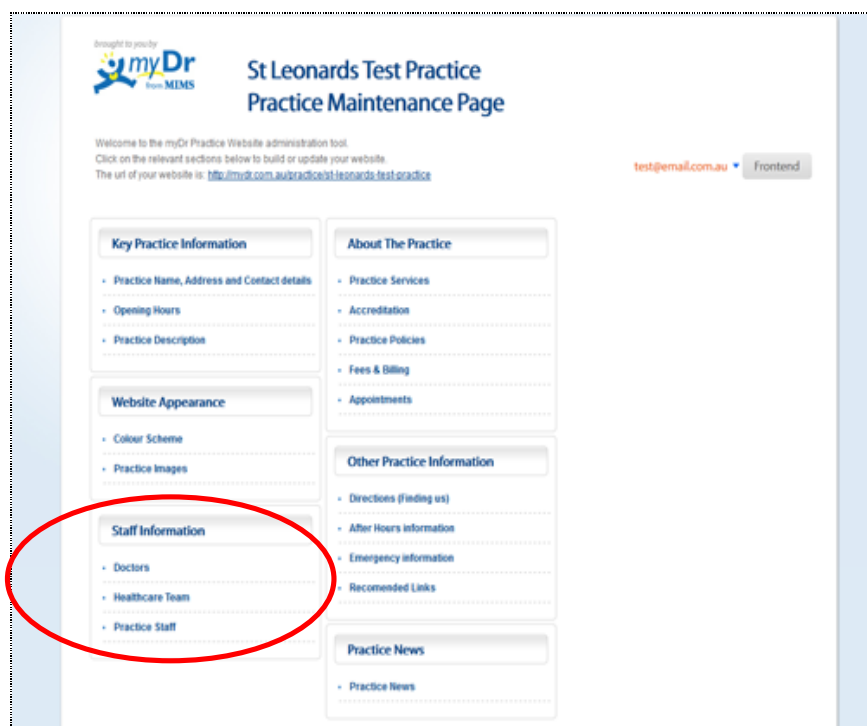 brought to you by
myDr
from MIMS
St Leonards Test Practice
Practice Maintenance Page
Welcome to the myDr Practice Website administration tool.
Click on the relevant sections below to build or update your website.
The url of your website is: http://mydr.com.au/practice/st-leonards-test-practice
test@email.com.au
Frontend
Key Practice Information
Practice Name, Address and Contact details
Opening Hours
Practice Description
Website Appearance
Colour Scheme
Practice Images
Staff Information
Doctors
Healthcare Team
Practice Staff
About The Practice
Practice Services
Accreditation
Practice Policies
Fees & Billing
Appointments
Other Practice Information
Directions (Finding us)
After Hours information
Emergency information
Recomended Links
Practice News
Practice News